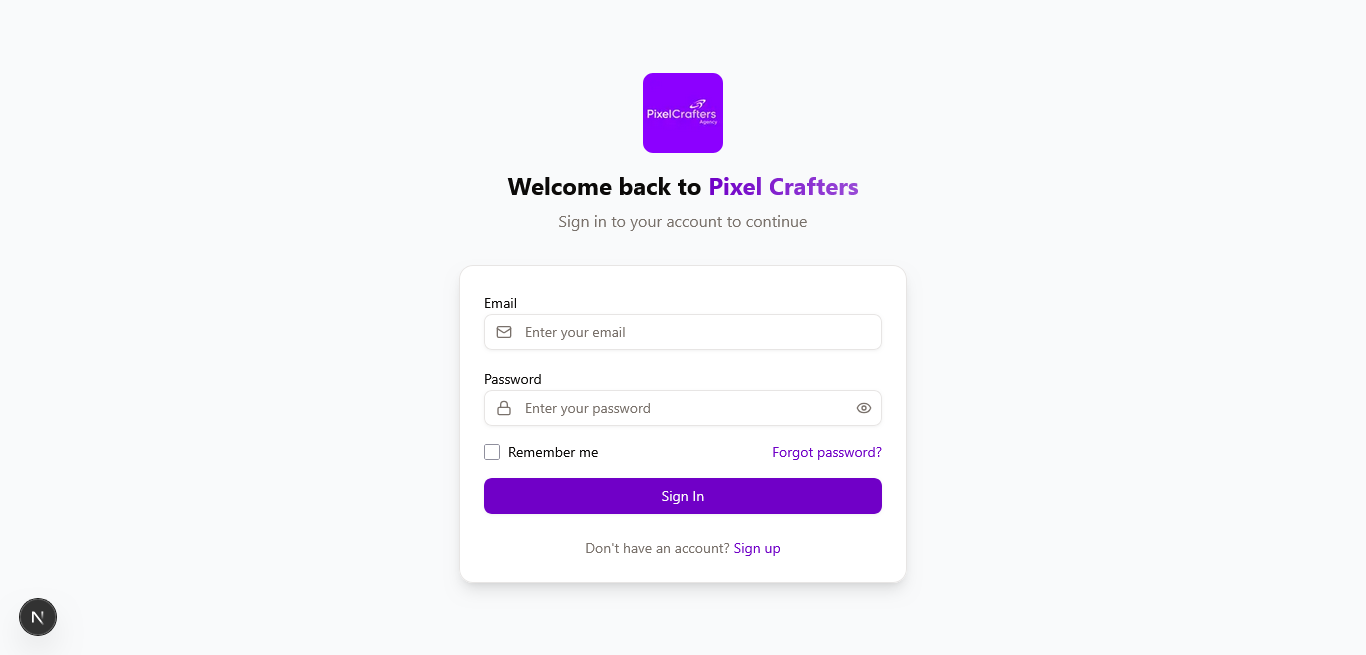 PixelCrafters
Agency
Welcome back to Pixel Crafters
Sign in to your account to continue
Email
Enter your email
Password
Enter your password
Remember me
Forgot password?
Sign In
Don't have an account? Sign up
N